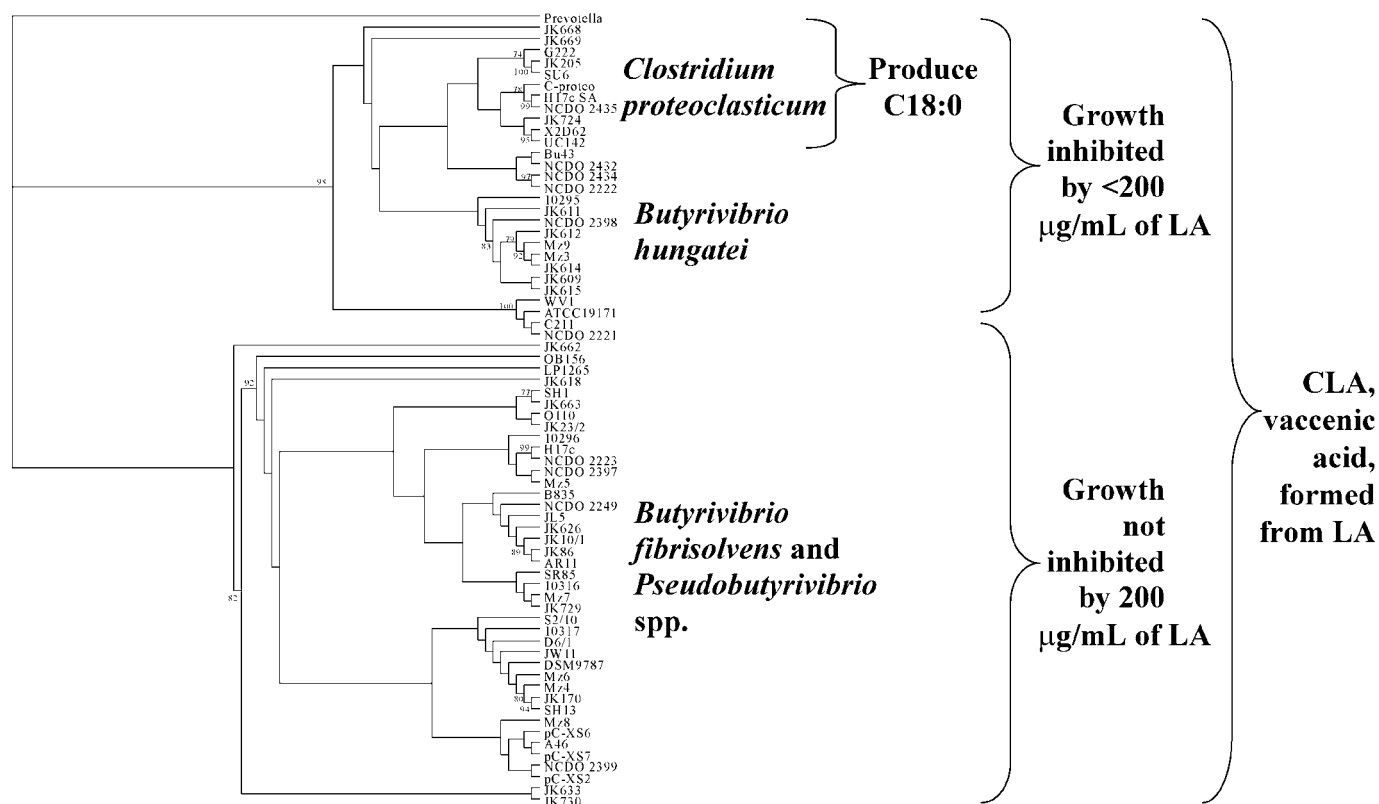 Prevotella
JK668
JK669
G222
74
JK205
100
SU6
C-proteo
78
H17c SA
99
NCDO 2435
JK724
X2D62
95
UC142
Bu43
NCDO 2432
97
NCDO 2434
NCDO 2222
98
10295
JK611
NCDO 2398
JK612
79
83
Mz9
92
Mz3
JK614
JK609
JK615
WV1
100
ATCC19171
C211
NCDO 2221
JK662
OB156
LP1265
92
JK618
SH1
77
JK663
O110
JK23/2
10296
H17c
99
NCDO 2223
NCDO 2397
Mz5
B835
NCDO 2249
JL5
JK626
JK10/1
89
JK86
AR11
SR85
10316
Mz7
JK729
82
S2/10
10317
D6/1
JW11
DSM9787
Mz6
Mz4
80
JK170
94
SH13
Mz8
pC-XS6
A46
pC-XS7
NCDO 2399
pC-XS2
JK633
JK730
Clostridium
proteoclasticum
Butyrivibrio
hungatei
Butyrivibrio
fibrisolvens and
Pseudobutyrivibrio
spp.
Produce
C18:0
Growth
inhibited
by <200
µg/mL of LA
Growth
not
inhibited
by 200
µg/mL of LA
CLA,
vaccenic
acid,
formed
from LA